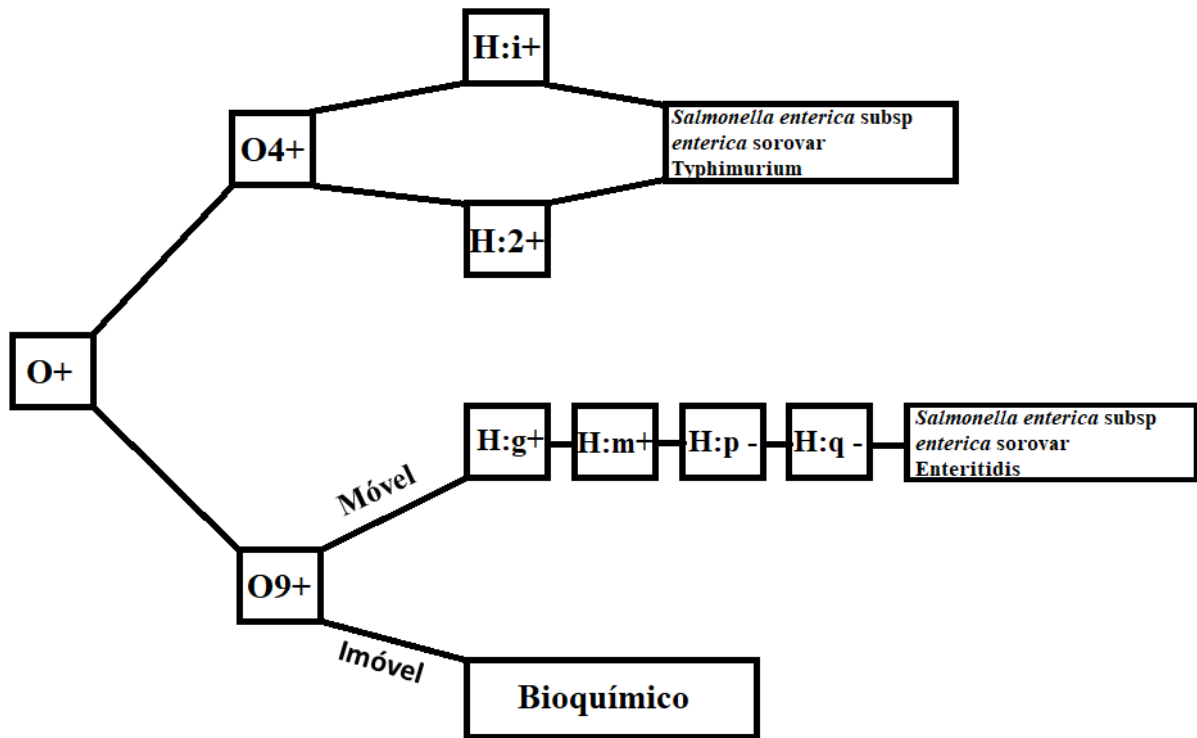 H:i+
O4+
Salmonella enterica subsp
enterica sorovar
Typhimurium
H:2+
O+
H:g+
H:m+
H:p -
H:q -
Salmonella enterica subsp
enterica sorovar
Enteritidis
Móvel
O9+
Imóvel
Bioquímico